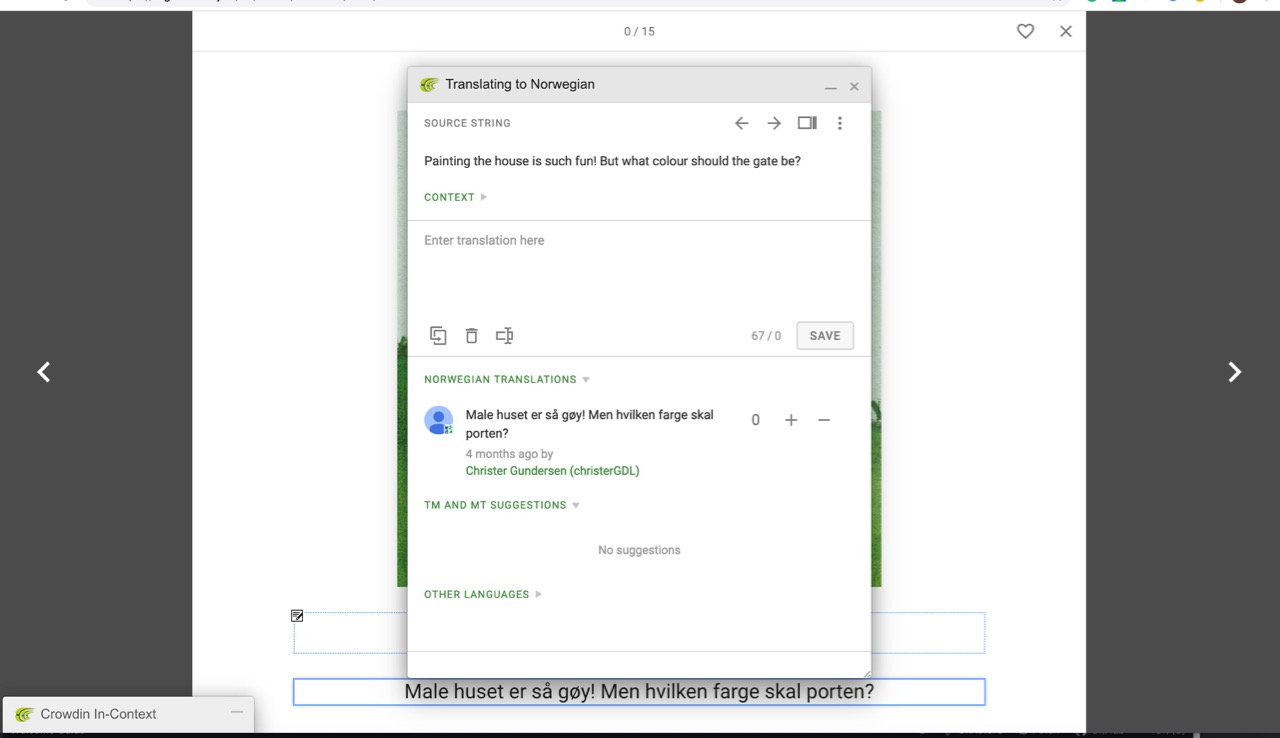 0 / 15
Translating to Norwegian
SOURCE STRING
Painting the house is such fun! But what colour should the gate be?
CONTEXT
Enter translation here
67 / 0
SAVE
NORWEGIAN TRANSLATIONS
Male huset er så gøy! Men hvilken farge skal
porten?
0
4 months ago by
Christer Gundersen (christerGDL)
TM AND MT SUGGESTIONS
No suggestions
OTHER LANGUAGES
Male huset er så gøy! Men hvilken farge skal porten?
Crowdin In-Context